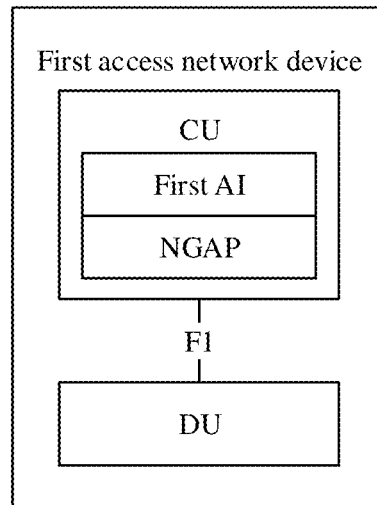 First access network device
CU
First AI
NGAP
F1
DU